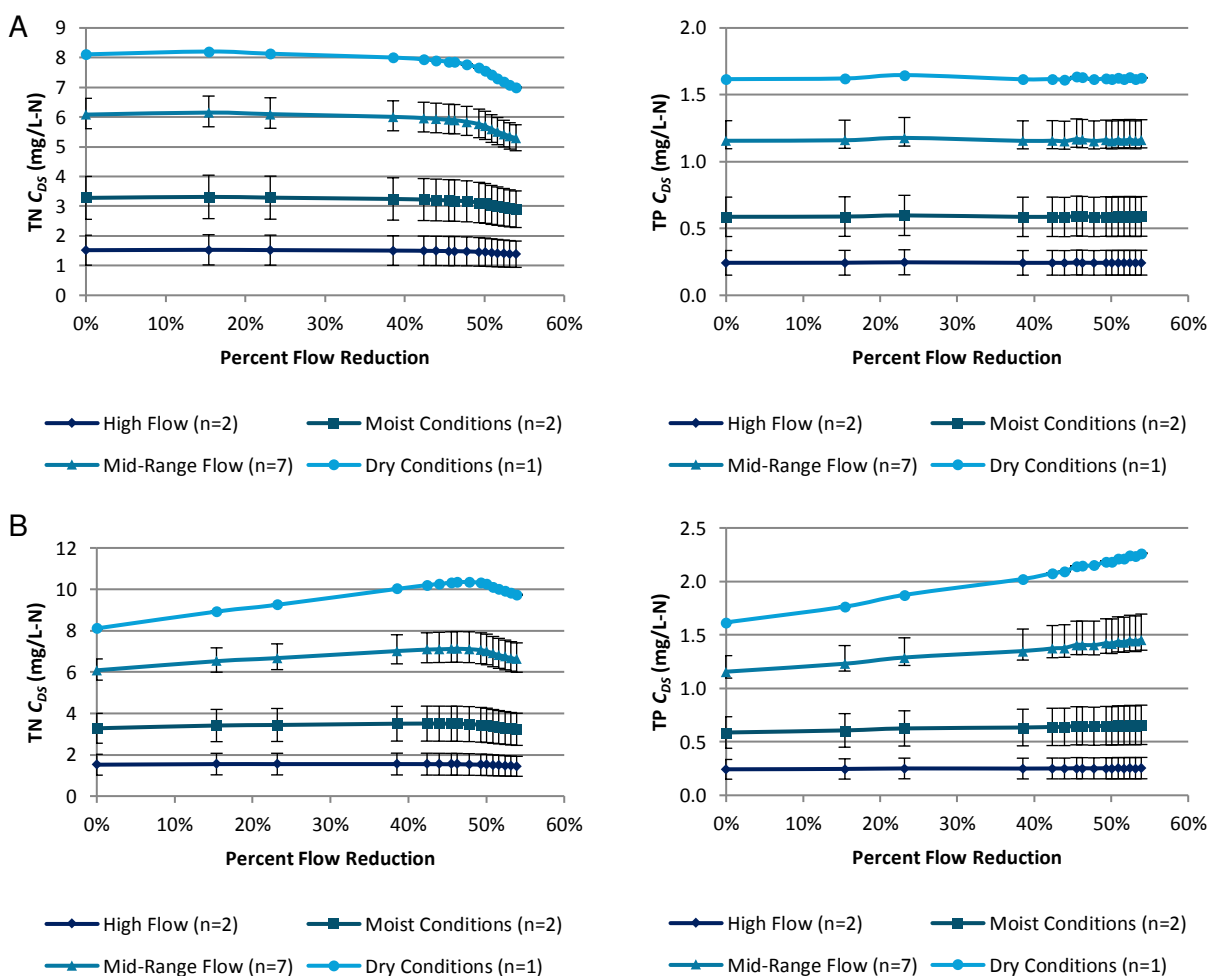 A
TN C_DS (mg/L-N)
9
8
7
6
5
4
3
2
1
0
0% 10% 20% 30% 40% 50% 60%
Percent Flow Reduction
High Flow (n=2) Moist Conditions (n=2)
Mid-Range Flow (n=7) Dry Conditions (n=1)
TP C_DS (mg/L-N)
2.0
1.5
1.0
0.5
0.0
0% 10% 20% 30% 40% 50% 60%
Percent Flow Reduction
High Flow (n=2) Moist Conditions (n=2)
Mid-Range Flow (n=7) Dry Conditions (n=1)
B
TN C_DS (mg/L-N)
12
10
8
6
4
2
0
0% 10% 20% 30% 40% 50% 60%
Percent Flow Reduction
High Flow (n=2) Moist Conditions (n=2)
Mid-Range Flow (n=7) Dry Conditions (n=1)
TP C_DS (mg/L-N)
2.5
2.0
1.5
1.0
0.5
0.0
0% 10% 20% 30% 40% 50% 60%
Percent Flow Reduction
High Flow (n=2) Moist Conditions (n=2)
Mid-Range Flow (n=7) Dry Conditions (n=1)